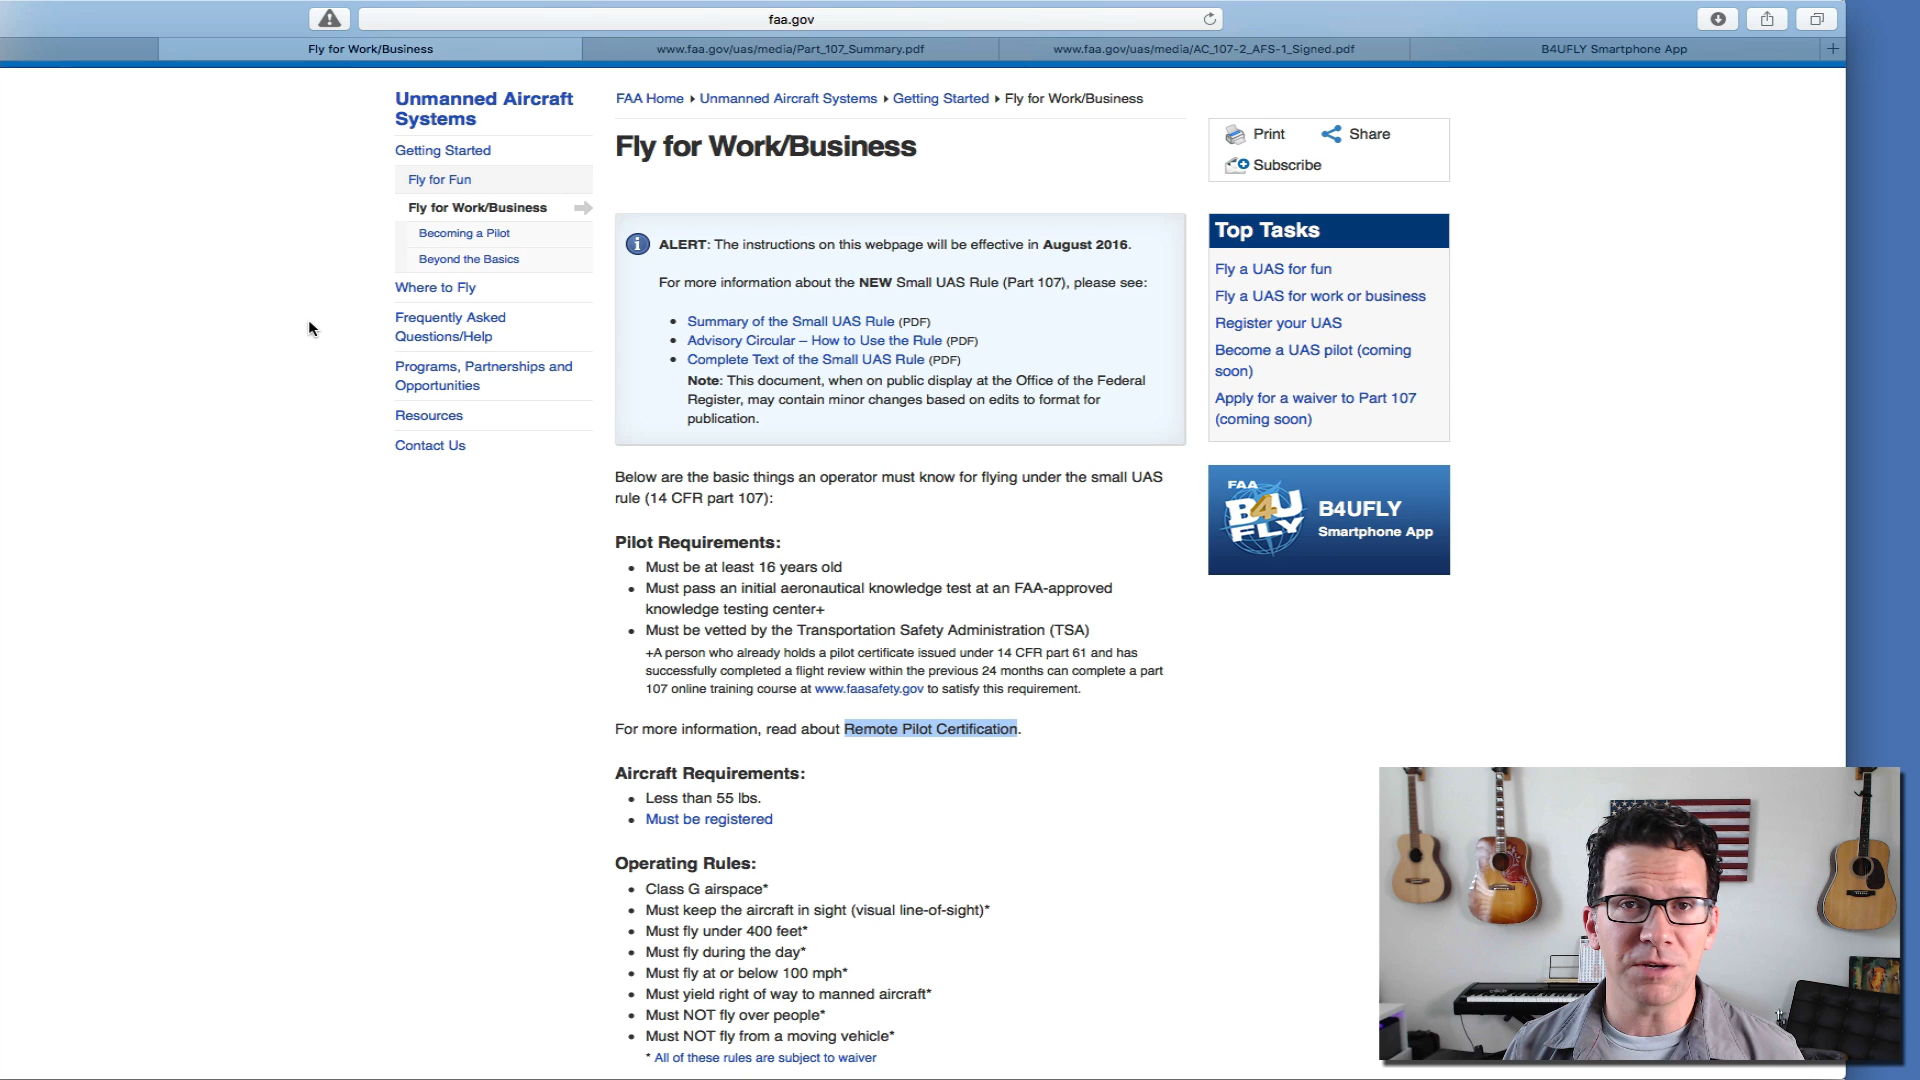 faa.gov
Fly for Work/Business
www.faa.gov/uas/media/Part_107_Summary.pdf
www.faa.gov/uas/media/AC_107-2_AFS-1_Signed.pdf
B4UFLY Smartphone App
Unmanned Aircraft
Systems
Getting Started
Fly for Fun
Fly for Work/Business
Becoming a Pilot
Beyond the Basics
Where to Fly
Frequently Asked
Questions/Help
Programs, Partnerships and
Opportunities
Resources
Contact Us
FAA Home ▸ Unmanned Aircraft Systems ▸ Getting Started ▸ Fly for Work/Business
Fly for Work/Business
ALERT: The instructions on this webpage will be effective in August 2016.
For more information about the NEW Small UAS Rule (Part 107), please see:
• Summary of the Small UAS Rule (PDF)
• Advisory Circular – How to Use the Rule (PDF)
• Complete Text of the Small UAS Rule (PDF)
Note: This document, when on public display at the Office of the Federal
Register, may contain minor changes based on edits to format for
publication.
Below are the basic things an operator must know for flying under the small UAS
rule (14 CFR part 107):
Pilot Requirements:
• Must be at least 16 years old
• Must pass an initial aeronautical knowledge test at an FAA-approved
knowledge testing center+
• Must be vetted by the Transportation Safety Administration (TSA)
+A person who already holds a pilot certificate issued under 14 CFR part 61 and has
successfully completed a flight review within the previous 24 months can complete a part
107 online training course at www.faasafety.gov to satisfy this requirement.
For more information, read about Remote Pilot Certification.
Aircraft Requirements:
• Less than 55 lbs.
• Must be registered
Operating Rules:
• Class G airspace*
• Must keep the aircraft in sight (visual line-of-sight)*
• Must fly under 400 feet*
• Must fly during the day*
• Must fly at or below 100 mph*
• Must yield right of way to manned aircraft*
• Must NOT fly over people*
• Must NOT fly from a moving vehicle*
* All of these rules are subject to waiver
Print Share
Subscribe
Top Tasks
Fly a UAS for fun
Fly a UAS for work or business
Register your UAS
Become a UAS pilot (coming
soon)
Apply for a waiver to Part 107
(coming soon)
FAA
B4U
FLY
B4UFLY
Smartphone App